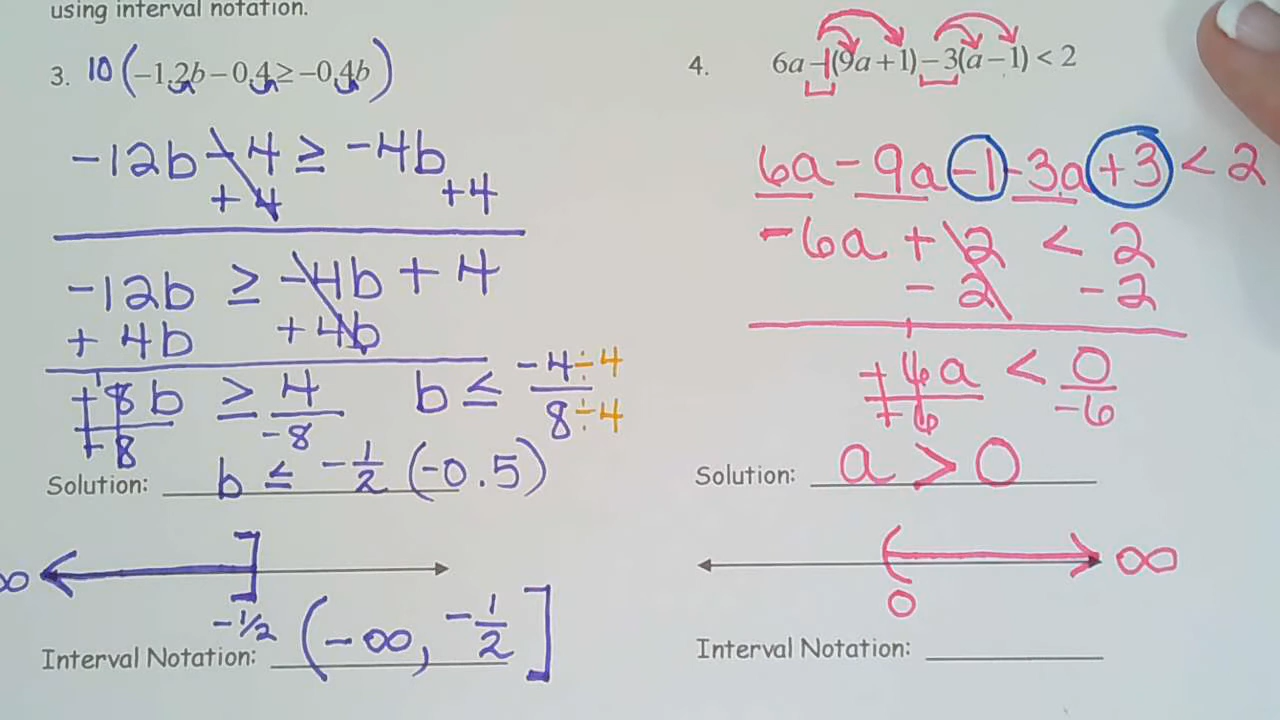 using interval notation.
3. 10(-1.2b - 0.4 ≥ -0.4b)
-12b - 4 ≥ -4b
+4 +4
-12b ≥ -4b + 4
+ 4b + 4b
-8b ≥ 4
-8 -8
b ≤ -4 ÷4
8 ÷4
Solution: b ≤ -1/2 (-0.5)
∞
-1/2
Interval Notation: (-∞, -1/2]
4. 6a - 1(9a + 1) - 3(a - 1) < 2
6a - 9a - 1 - 3a + 3 < 2
-6a + 2 < 2
- 2 - 2
-6a < 0
-6 -6
Solution: a > 0
( ∞
0
Interval Notation: